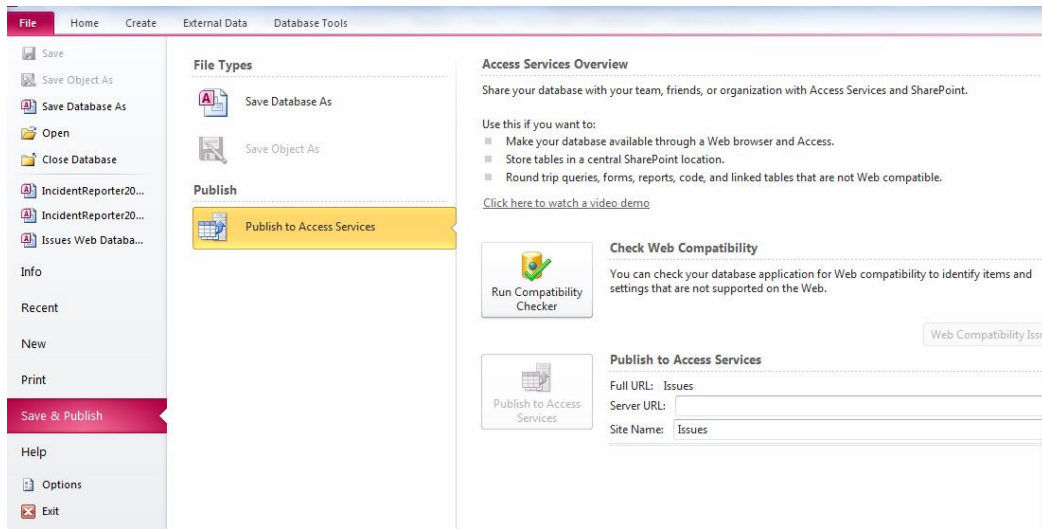 File Home Create External Data Database Tools
Save
Save Object As
Save Database As
Open
Close Database
IncidentReporter20...
IncidentReporter20...
Issues Web Databa...
Info
Recent
New
Print
Save & Publish
Help
Options
Exit
File Types
Save Database As
Save Object As
Publish
Publish to Access Services
Access Services Overview
Share your database with your team, friends, or organization with Access Services and SharePoint.
Use this if you want to:
Make your database available through a Web browser and Access.
Store tables in a central SharePoint location.
Round trip queries, forms, reports, code, and linked tables that are not Web compatible.
Click here to watch a video demo
Run Compatibility
Checker
Check Web Compatibility
You can check your database application for Web compatibility to identify items and
settings that are not supported on the Web.
Web Compatibility Issu
Publish to Access
Services
Publish to Access Services
Full URL: Issues
Server URL:
Site Name: Issues